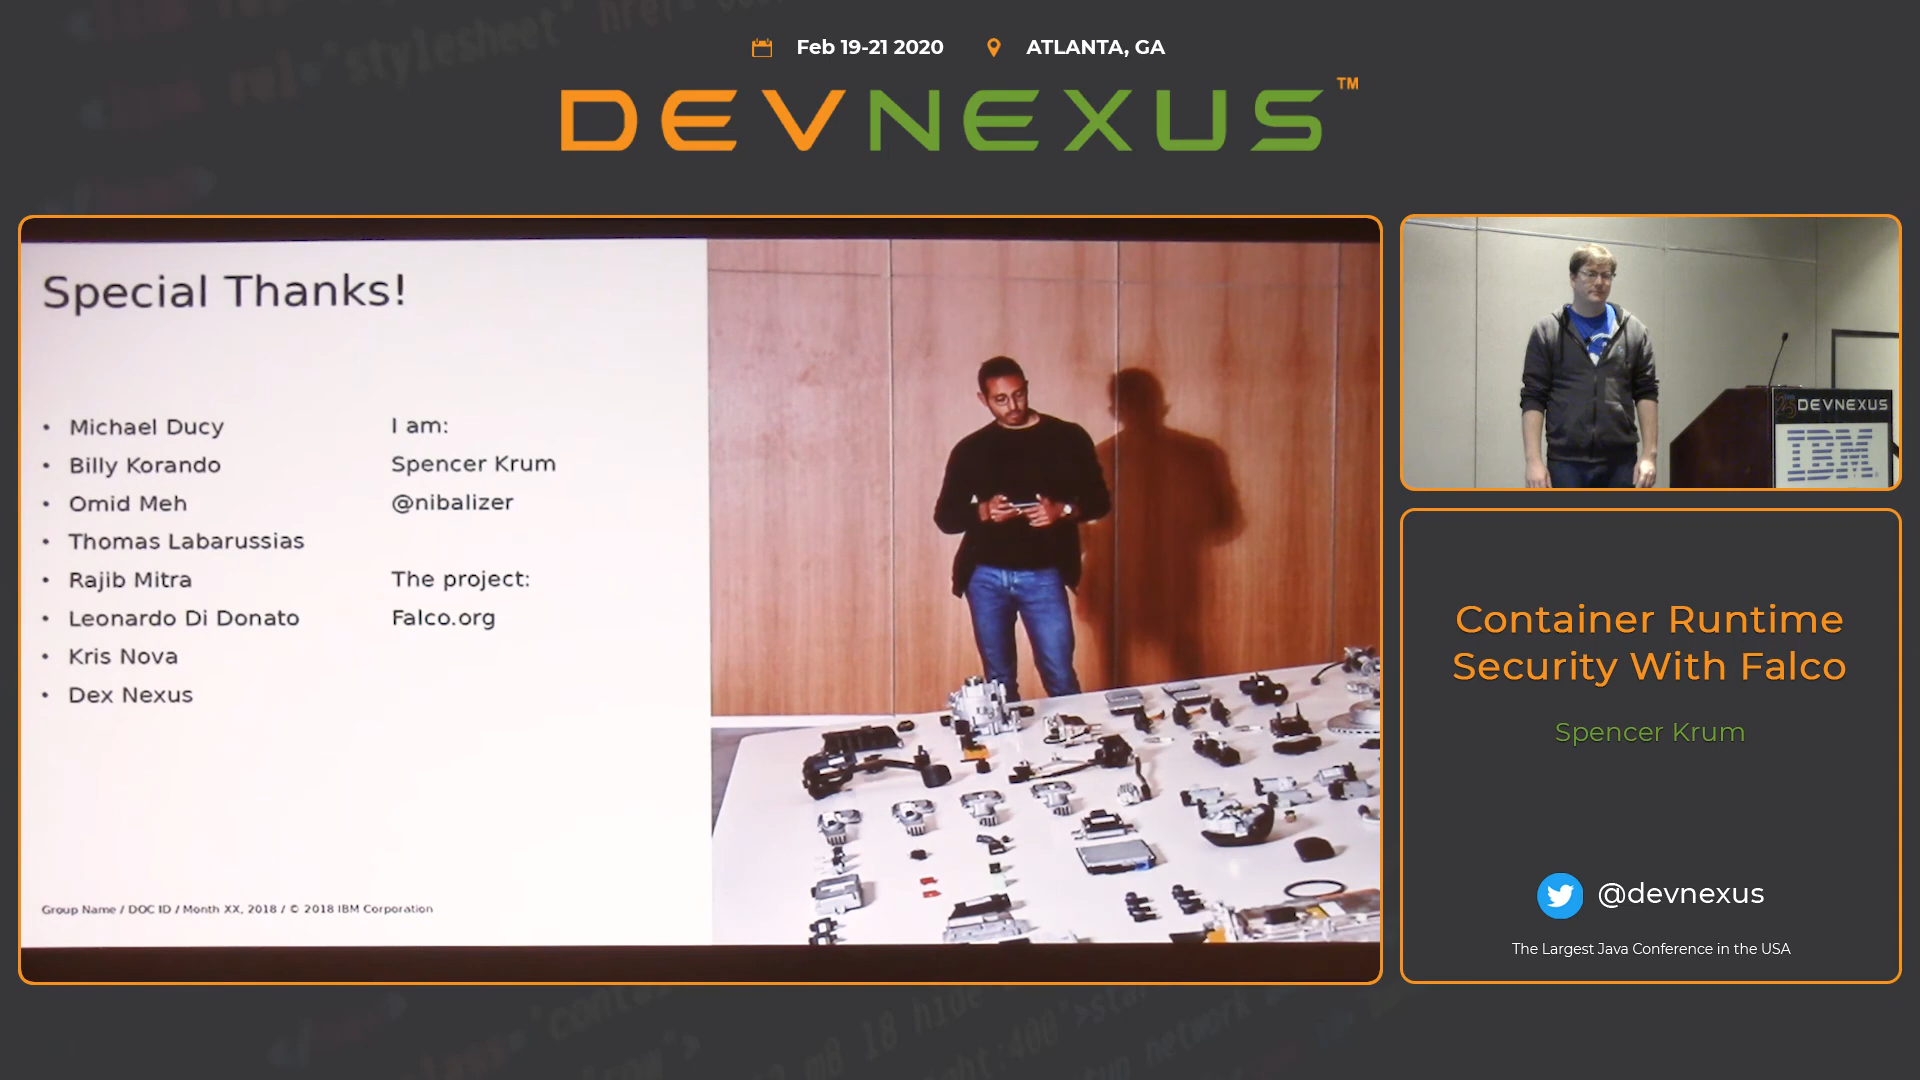 Feb 19-21 2020
ATLANTA, GA
DEVNEXUS™
Special Thanks!
• Michael Ducy
• Billy Korando
• Omid Meh
• Thomas Labarussias
• Rajib Mitra
• Leonardo Di Donato
• Kris Nova
• Dex Nexus
I am:
Spencer Krum
@nibalizer
The project:
Falco.org
Group Name / DOC ID / Month XX, 2018 / © 2018 IBM Corporation
DEVNEXUS
IBM
Container Runtime
Security With Falco
Spencer Krum
@devnexus
The Largest Java Conference in the USA